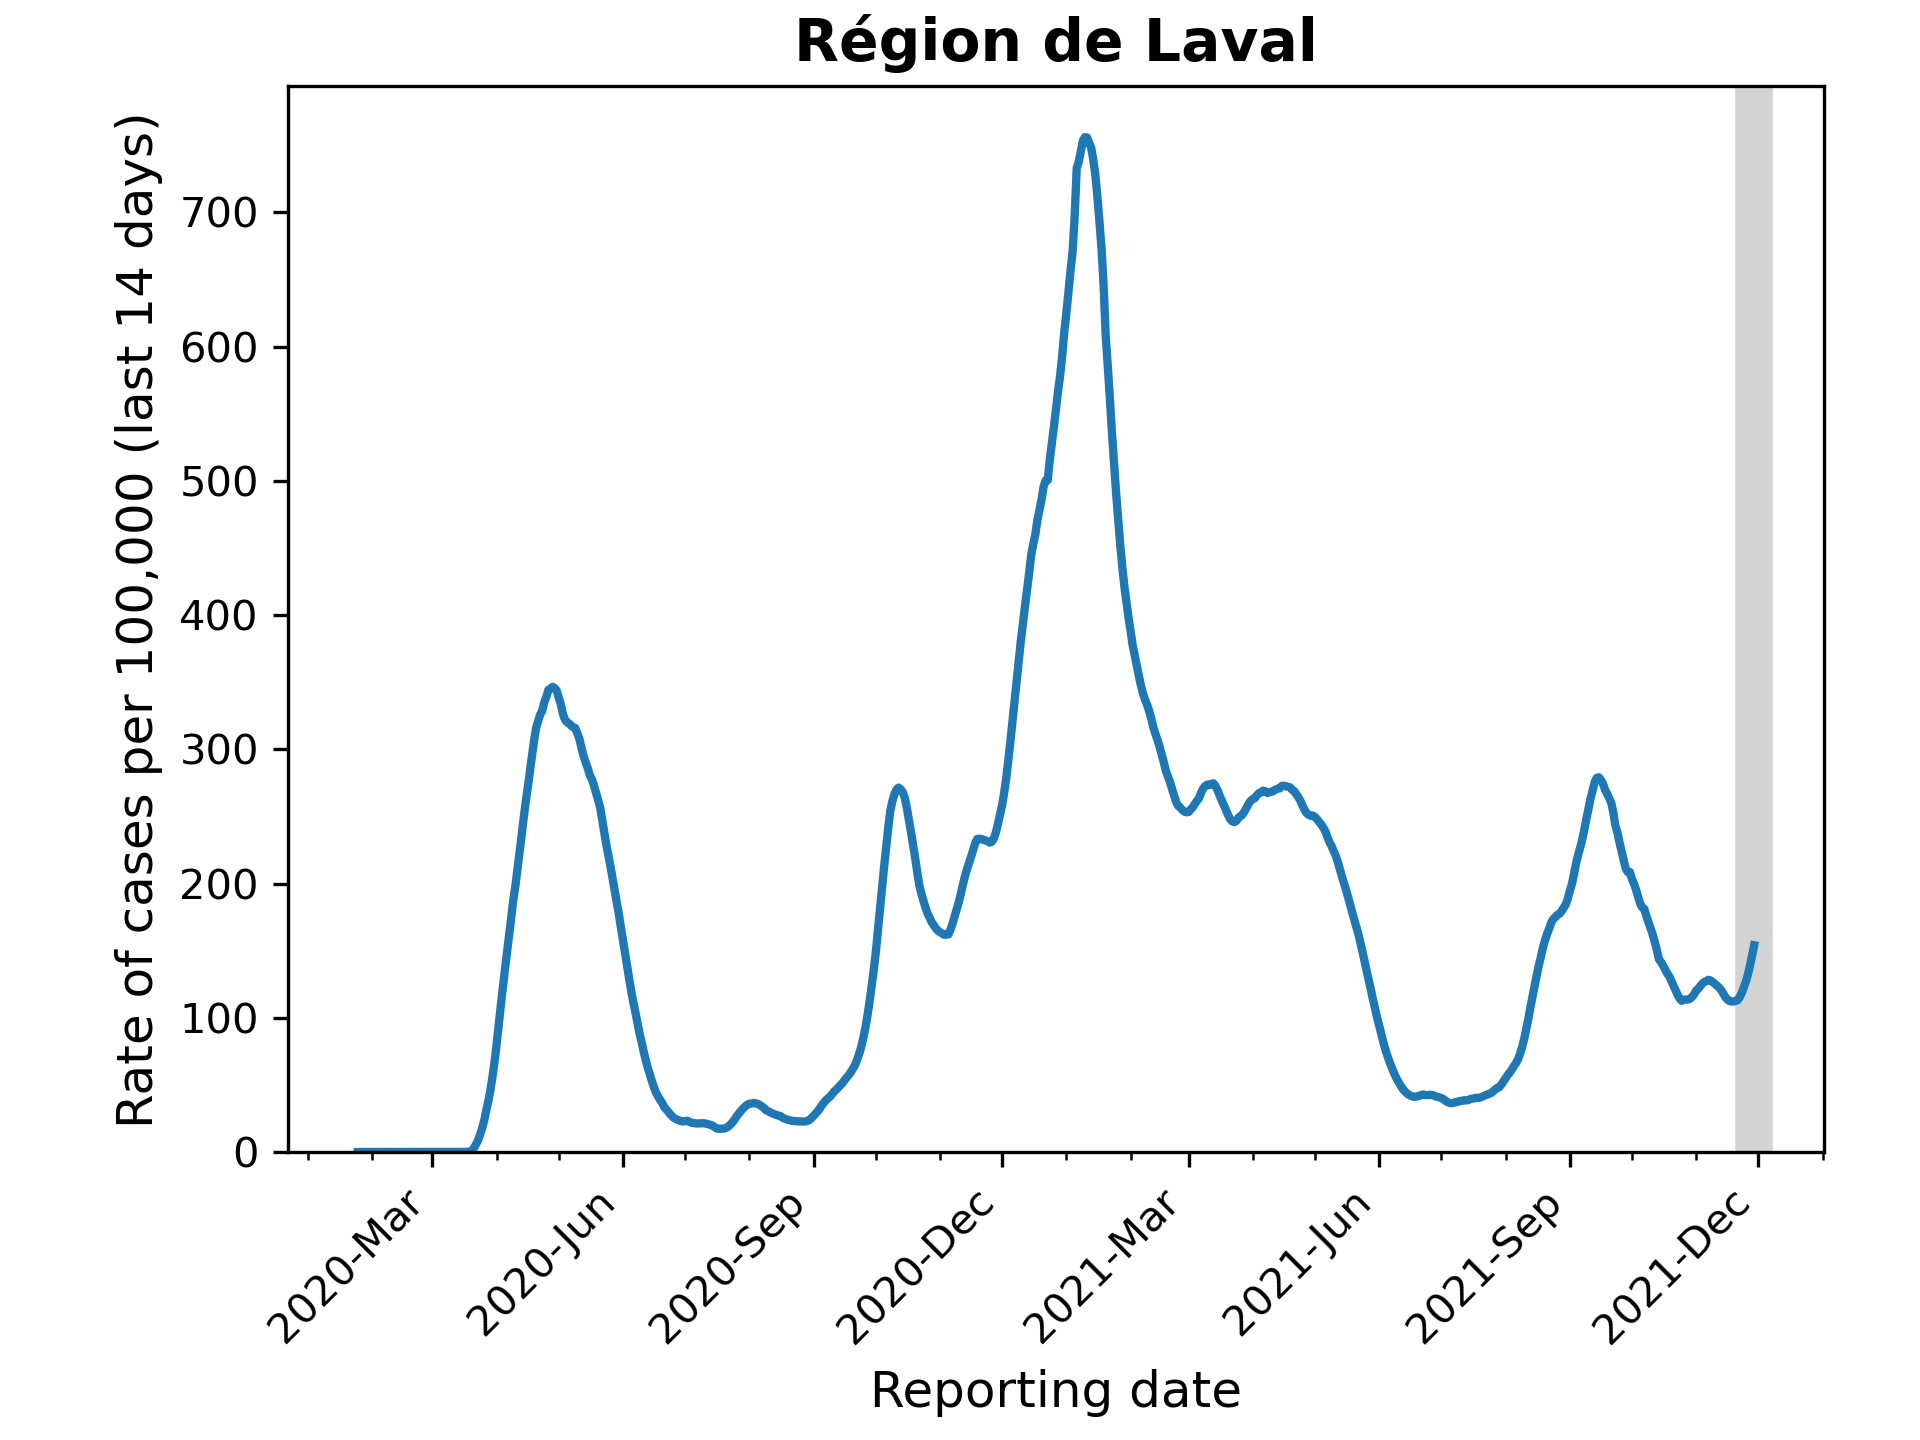 Région de Laval
Rate of cases per 100,000 (last 14 days)
700
600
500
400
300
200
100
0
2020-Mar
2020-Jun
2020-Sep
2020-Dec
2021-Mar
2021-Jun
2021-Sep
2021-Dec
Reporting date